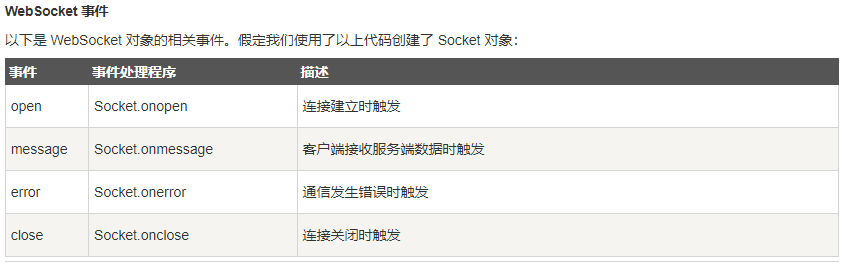 WebSocket 事件
以下是 WebSocket 对象的相关事件。假定我们使用了以上代码创建了 Socket 对象：
事件 事件处理程序 描述
open Socket.onopen 连接建立时触发
message Socket.onmessage 客户端接收服务端数据时触发
error Socket.onerror 通信发生错误时触发
close Socket.onclose 连接关闭时触发